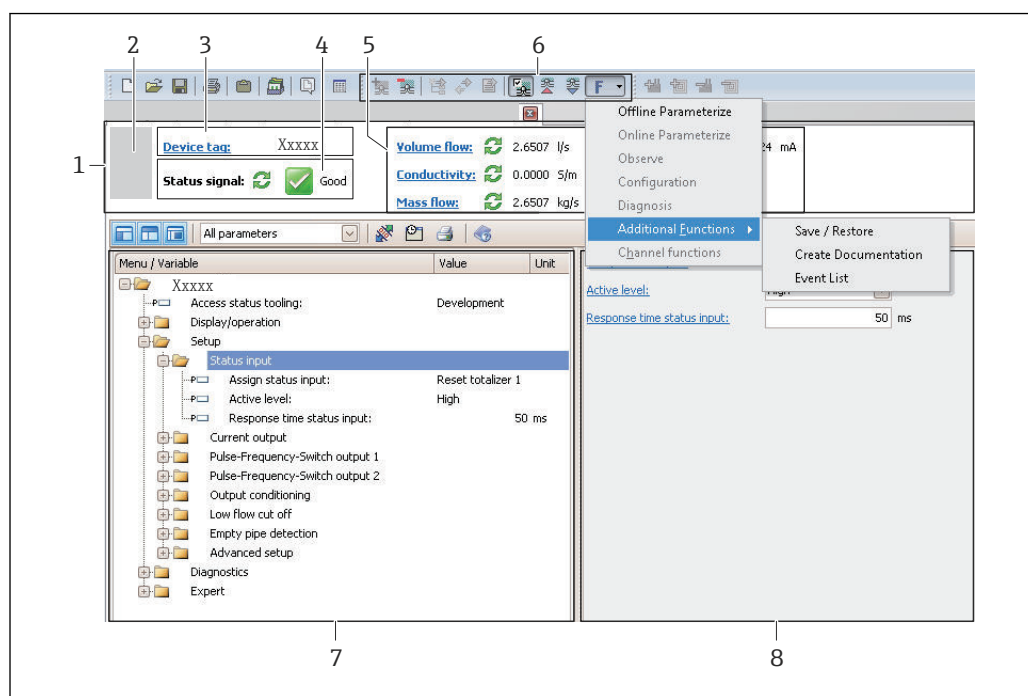 2 3 4 5 6
F
Offline Parameterize
Online Parameterize
Observe
Configuration
Diagnosis
Additional Functions
Channel functions
Save / Restore
Create Documentation
Event List
1
Device tag: Xxxxx
Status signal: Good
Volume flow: 2.6507 l/s
Conductivity: 0.0000 S/m
Mass flow: 2.6507 kg/s
24 mA
All parameters
Menu / Variable Value Unit
Xxxxx
Access status tooling: Development
Display/operation
Setup
Status input
Assign status input: Reset totalizer 1
Active level: High
Response time status input: 50 ms
Current output
Pulse-Frequency-Switch output 1
Pulse-Frequency-Switch output 2
Output conditioning
Low flow cut off
Empty pipe detection
Advanced setup
Diagnostics
Expert
Active level: High
Response time status input: 50 ms
7 8